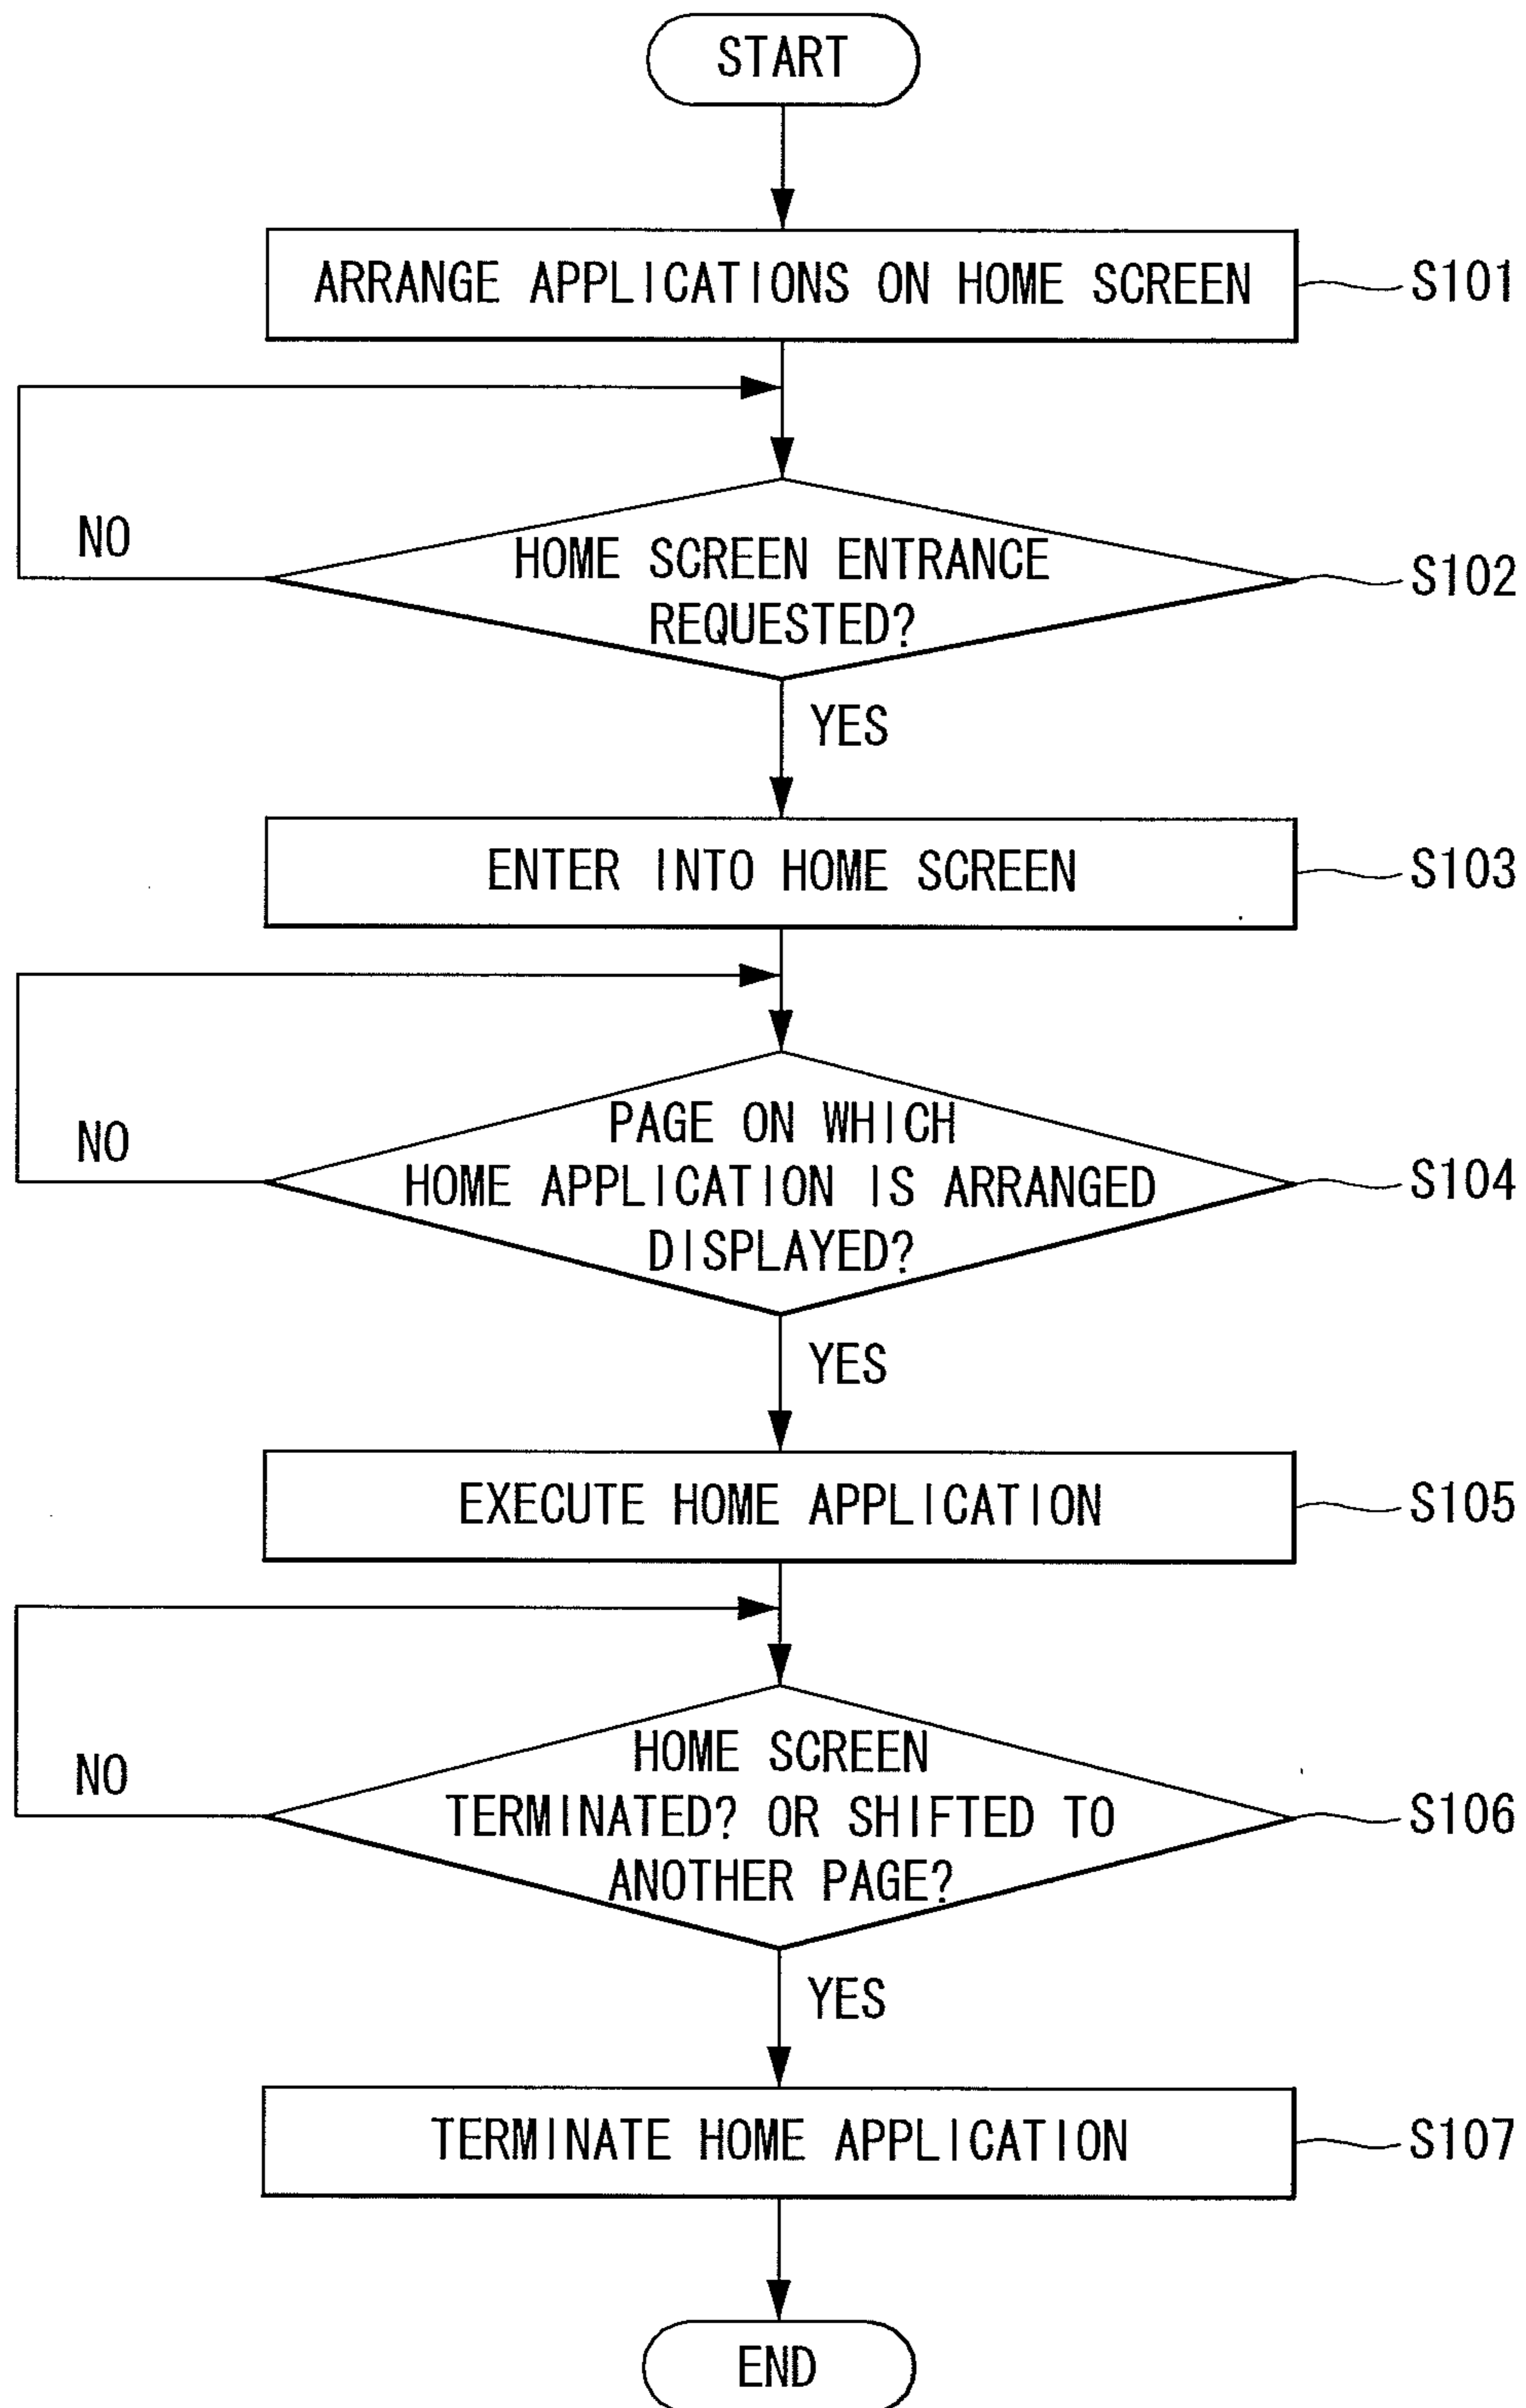 START
ARRANGE APPLICATIONS ON HOME SCREEN
S101
NO
HOME SCREEN ENTRANCE
REQUESTED?
S102
YES
ENTER INTO HOME SCREEN
S103
NO
PAGE ON WHICH
HOME APPLICATION IS ARRANGED
DISPLAYED?
S104
YES
EXECUTE HOME APPLICATION
S105
NO
HOME SCREEN
TERMINATED? OR SHIFTED TO
ANOTHER PAGE?
S106
YES
TERMINATE HOME APPLICATION
S107
END